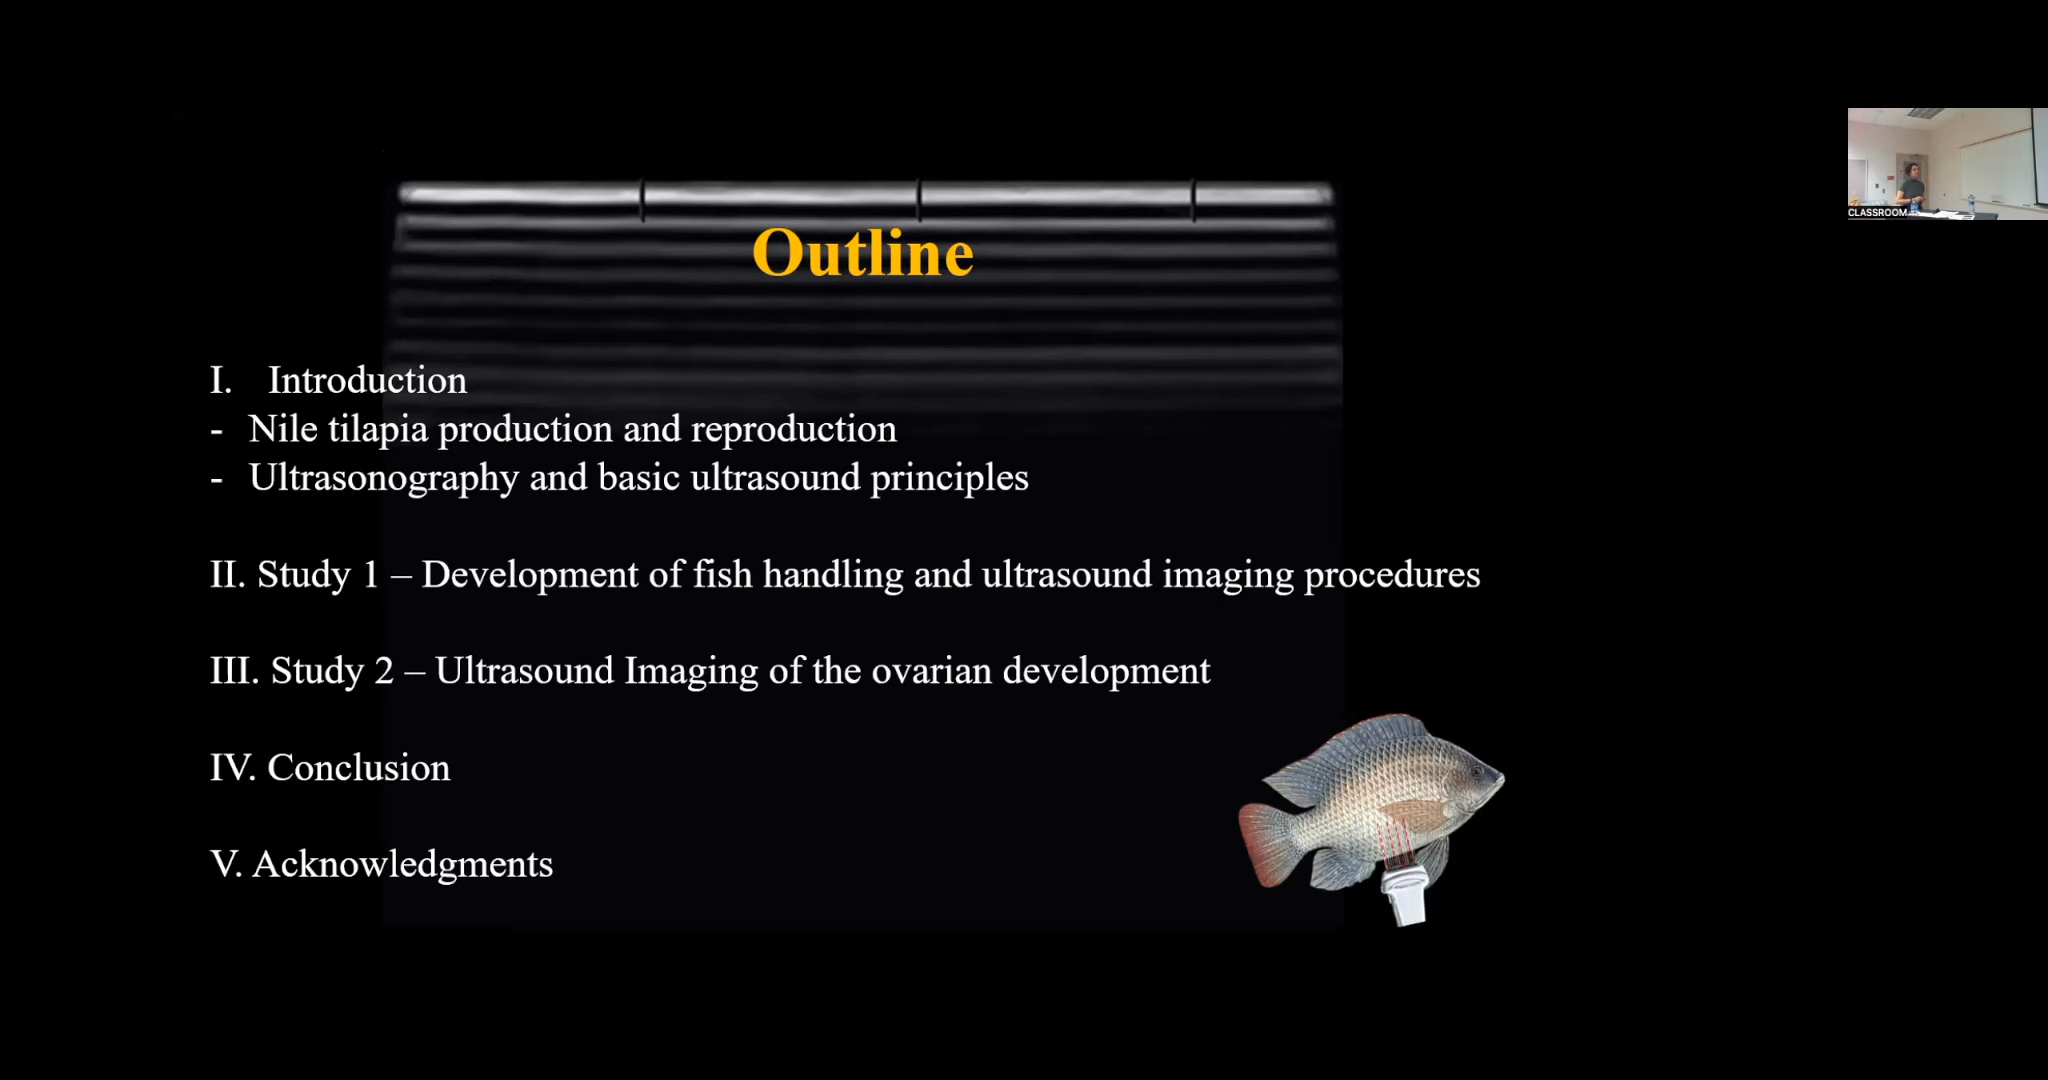 Outline
I. Introduction
- Nile tilapia production and reproduction
- Ultrasonography and basic ultrasound principles
II. Study 1 – Development of fish handling and ultrasound imaging procedures
III. Study 2 – Ultrasound Imaging of the ovarian development
IV. Conclusion
V. Acknowledgments
CLASSROOM